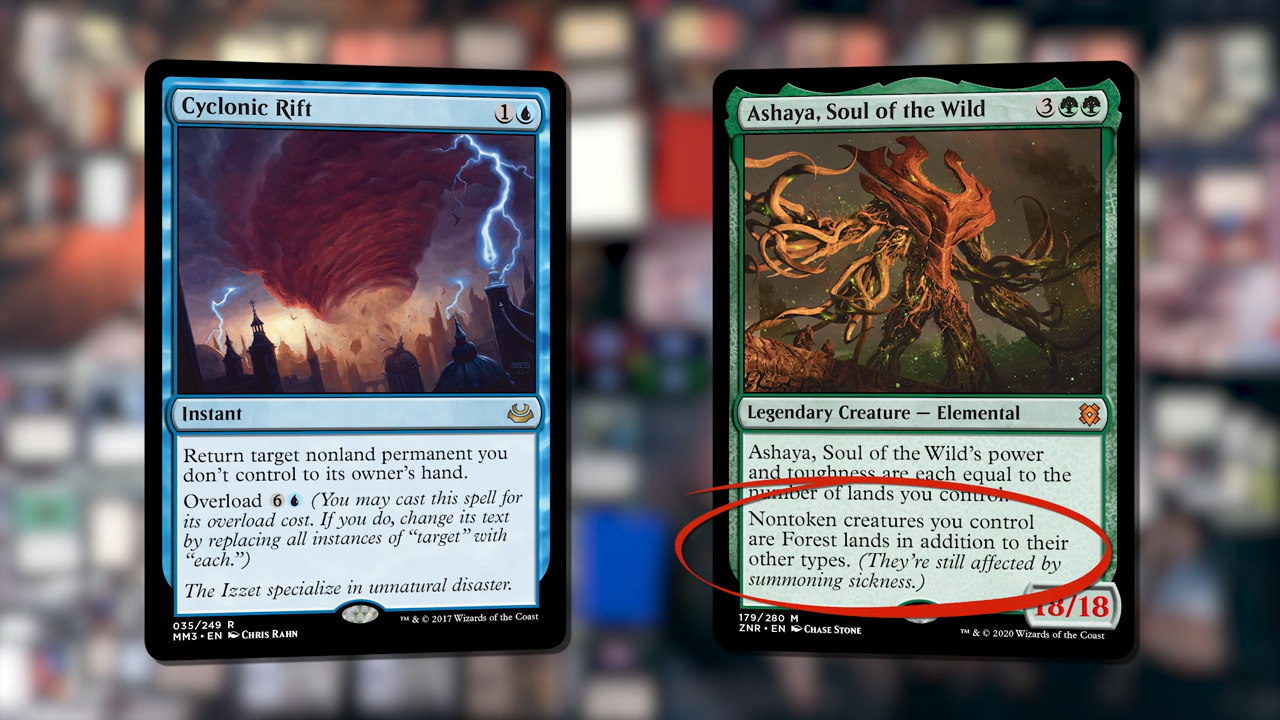 Cyclonic Rift
1
Instant
Return target nonland permanent you
don't control to its owner's hand.
Overload 6 (You may cast this spell for
its overload cost. If you do, change its text
by replacing all instances of “target” with
“each.”)
The Izzet specialize in unnatural disaster.
035/249 R
MM3 • EN Chris Rahn
™ & © 2017 Wizards of the Coast
Ashaya, Soul of the Wild
3
Legendary Creature — Elemental
Ashaya, Soul of the Wild's power
and toughness are each equal to the
number of lands you control.
Nontoken creatures you control
are Forest lands in addition to their
other types. (They're still affected by
summoning sickness.)
18/18
179/280 M
ZNR • EN Chase Stone
™ & © 2020 Wizards of the Coast